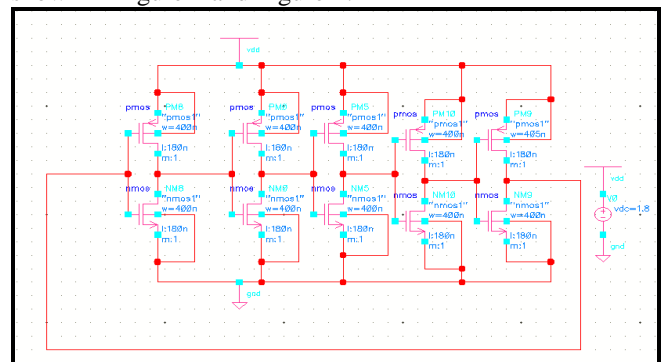 vdd
pmos PM8 pmos PM6 pmos PM5 pmos PM10 pmos PM9
"pmos1" "pmos1" "pmos1" "pmos1" "pmos1"
w=400n w=400n w=400n w=400n w=405n
l:180n l:180n l:180n l:180n l:180n
m:1 m:1 m:1 m:1 m:1
nmos NM8 nmos NM6 nmos NM5 nmos NM10 nmos NM9
"nmos1" "nmos1" "nmos1" "nmos1" "nmos1"
w=400n w=400n w=400n w=400n w=400n
l:180n l:180n l:180n l:180n l:180n
m:1 m:1 m:1 m:1 m:1
vdd
V0
vdc=1.8
gnd
gnd